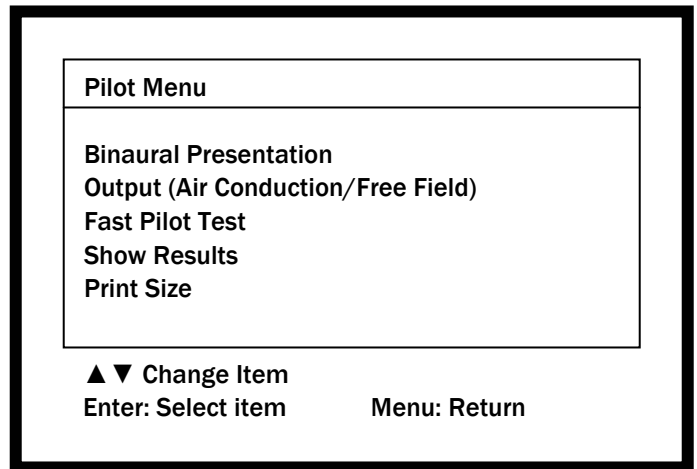 Pilot Menu
Binaural Presentation
Output (Air Conduction/Free Field)
Fast Pilot Test
Show Results
Print Size
▲▼ Change Item
Enter: Select item Menu: Return